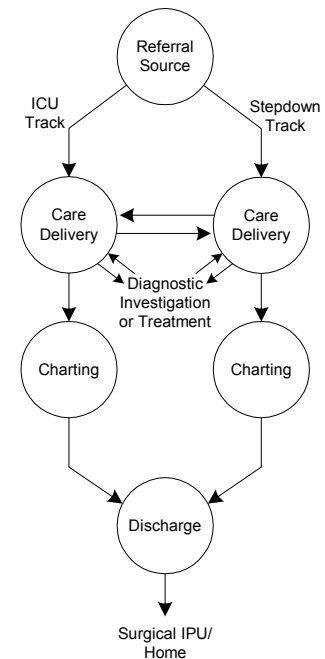 Referral
Source
ICU
Track
Stepdown
Track
Care
Delivery
Care
Delivery
Diagnostic
Investigation
or Treatment
Charting
Charting
Discharge
Surgical IPU/
Home